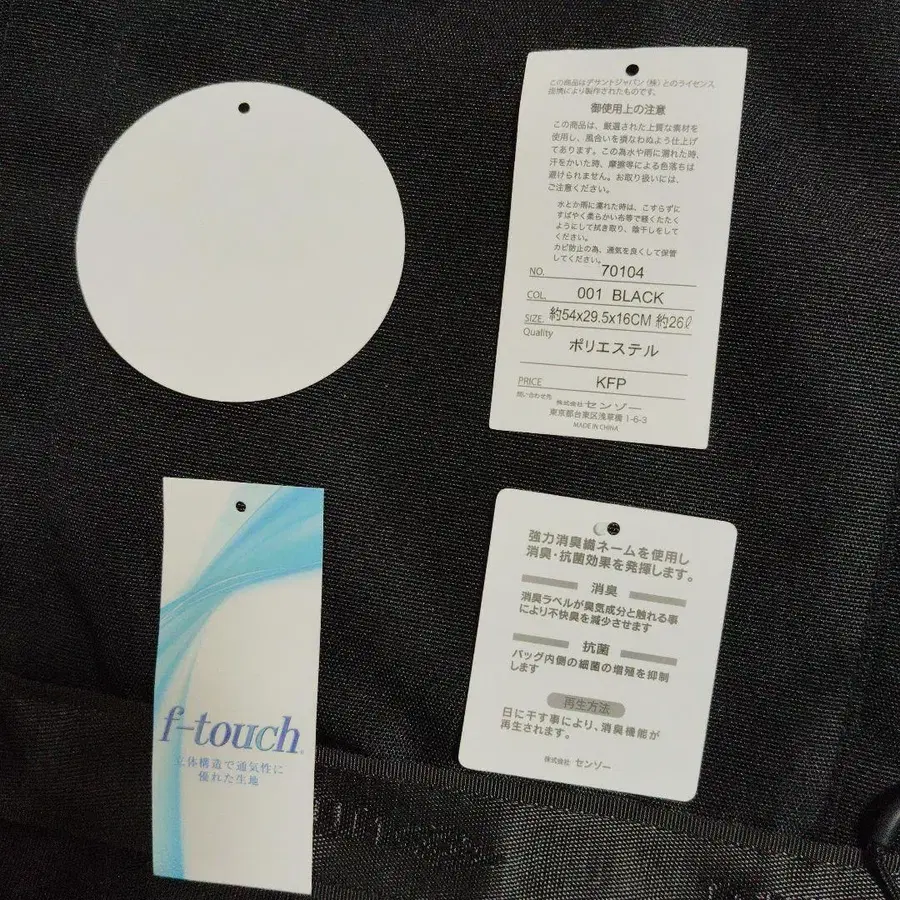 この商品はデサントジャパン(株)とのライセンス
提携により製作されたものです。
御使用上の注意
この商品は、厳選された上質な素材を
使用し、風合いを損なわぬよう仕上げ
てあります。この為水や雨に濡れた時、
汗をかいた時、摩擦等による色落ちは
避けられません。お取り扱いには、
ご注意ください。
水とか雨に濡れた時は、こすらずに
すばやく柔らかい布等で軽くたたく
ようにして拭き取り、陰干しをして
ください。
カビ防止の為、通気を良くして保管
してください。
NO. 70104
COL. 001 BLACK
SIZE. 約54x29.5x16CM 約26ℓ
Quality
ポリエステル
PRICE KFP
問い合わせ先 株式会社 センゾー
東京都台東区浅草橋1-6-3
MADE IN CHINA
f-touch®
立体構造で通気性に
優れた生地
強力消臭繊ネームを使用し
消臭・抗菌効果を発揮します。
消臭
消臭ラベルが臭気成分と触れる事
により不快臭を減少させます
抗菌
バッグ内側の細菌の増殖を抑制
します
再生方法
日に干す事により、消臭機能が
再生されます。
株式会社 センゾー